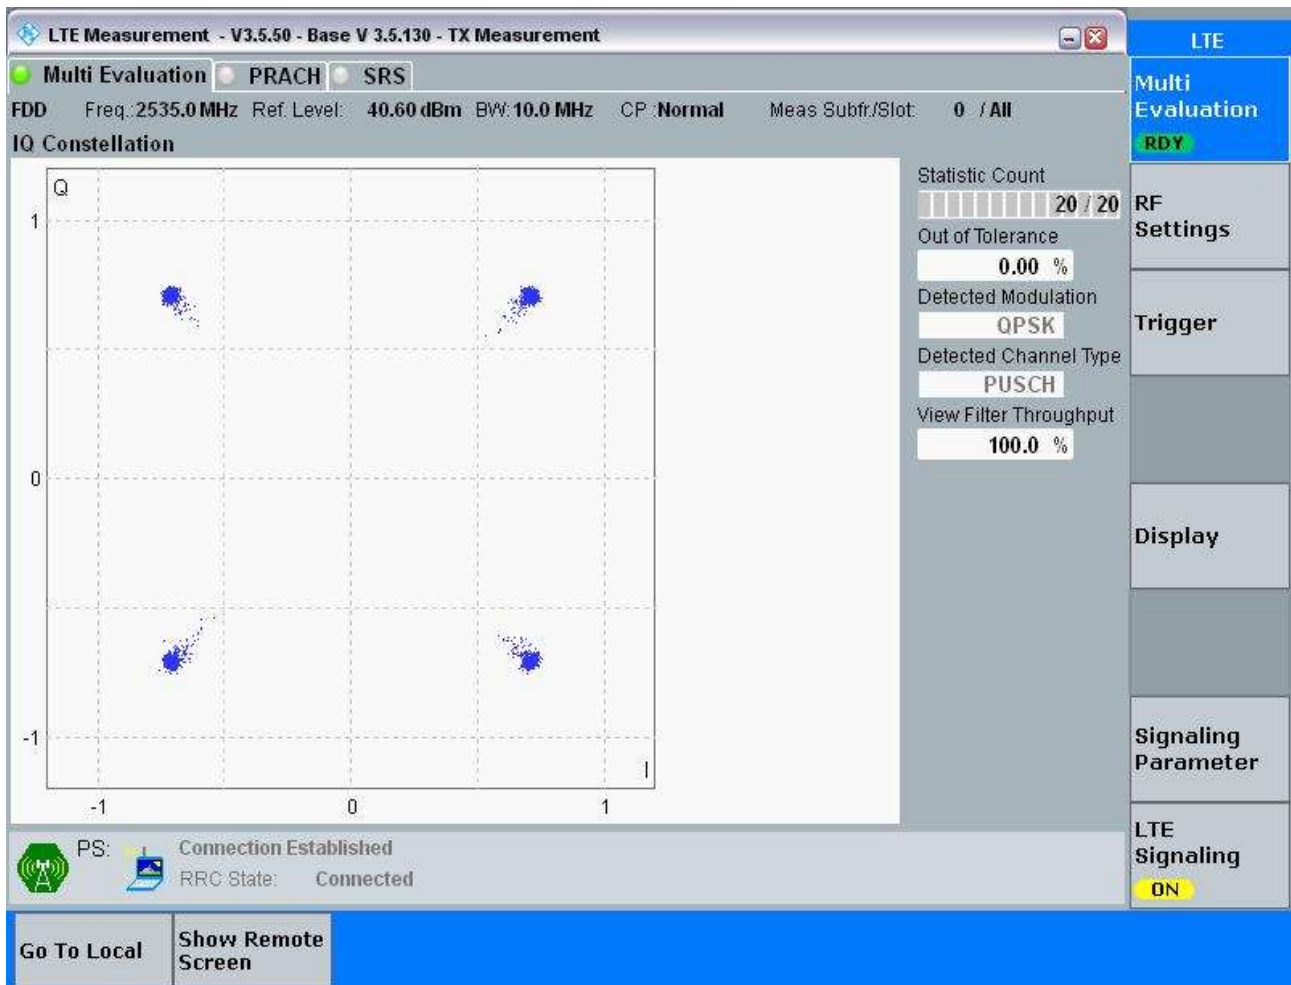 LTE Measurement - V3.5.50 - Base V 3.5.130 - TX Measurement
LTE
Multi Evaluation PRACH SRS
FDD Freq.:2535.0 MHz Ref. Level: 40.60 dBm BW: 10.0 MHz CP :Normal Meas Subfr./Slot: 0 / All
IQ Constellation
Q
1
0
-1
I
-1 0 1
Statistic Count
20 / 20
Out of Tolerance
0.00 %
Detected Modulation
QPSK
Detected Channel Type
PUSCH
View Filter Throughput
100.0 %
Multi
Evaluation
RDY
RF
Settings
Trigger
Display
Signaling
Parameter
LTE
Signaling
ON
PS: Connection Established
RRC State: Connected
Go To Local
Show Remote
Screen